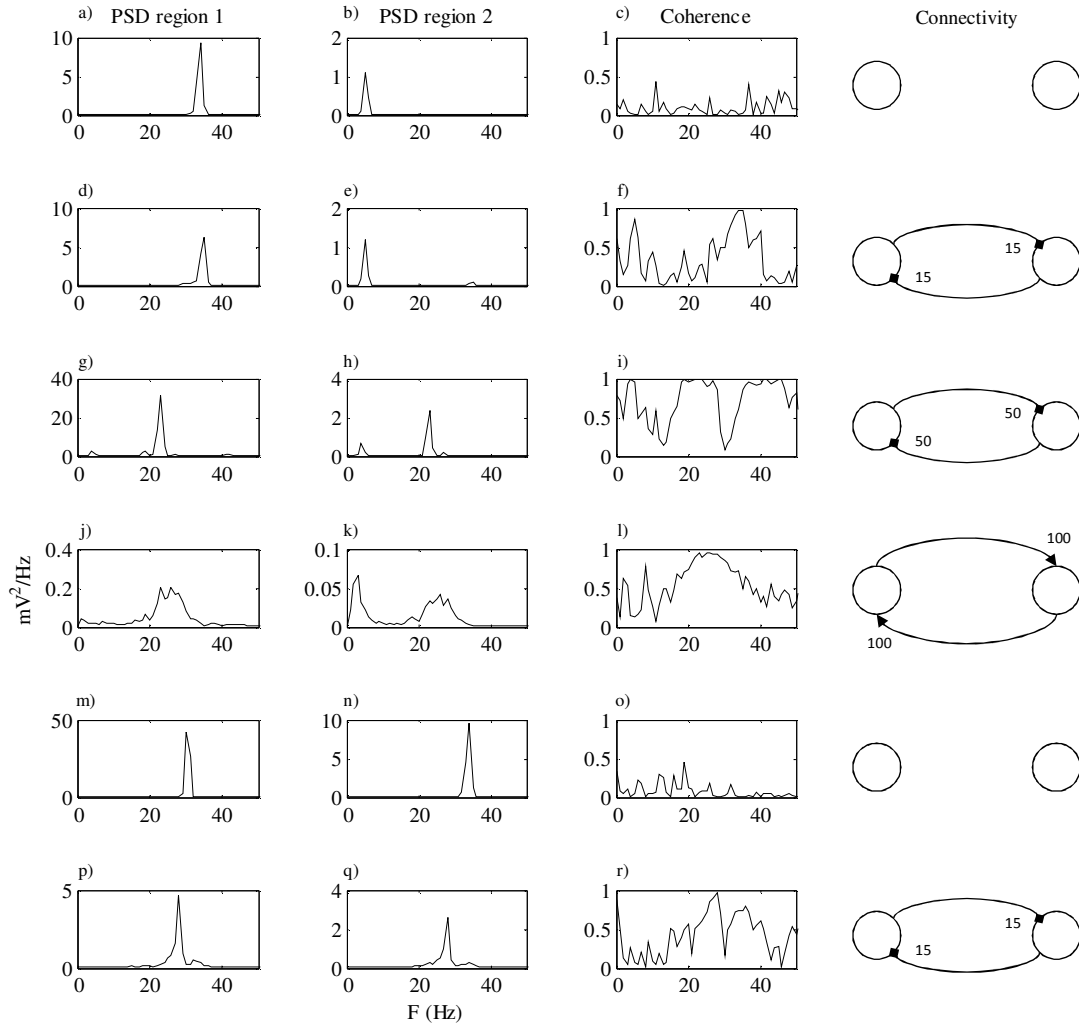 a) PSD region 1 b) PSD region 2 Coherence Connectivity
10 2 1
5 1 0.5
0 0 0
0 20 40 0 20 40 0 20 40
c)
d) e) f)
10 2 1
5 1 0.5 15 15
0 0 0
0 20 40 0 20 40 0 20 40
g) h) i)
40 4 1
20 2 0.5 50 50
0 0 0
0 20 40 0 20 40 0 20 40
j) k) l)
0.4 0.1 1 100
0.2 0.05 0.5
0 0 0 100
0 20 40 0 20 40 0 20 40
mV²/Hz
m) n) o)
50 10 1
5 0.5
0 0 0
0 20 40 0 20 40 0 20 40
p) q) r)
5 4 1
2 0.5 15 15
0 0 0
0 20 40 0 20 40 0 20 40
F (Hz)